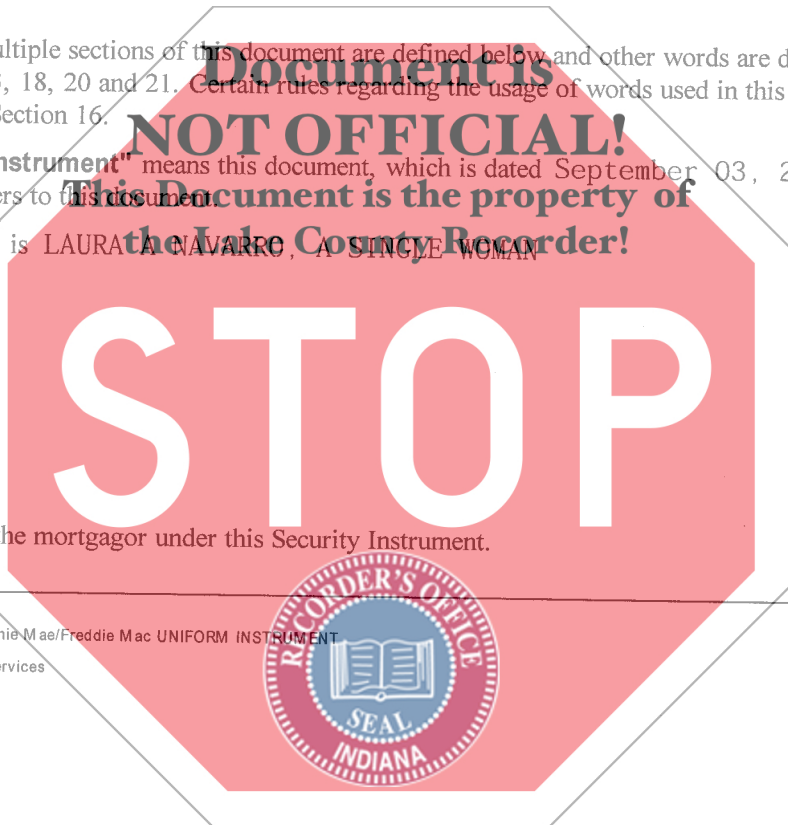 ultiple sections of this document are defined below and other words are d
, 18, 20 and 21. Certain rules regarding the usage of words used in this
Section 16.
Document is
NOT OFFICIAL!
This Document is the property of
the Lake County Recorder!
nstrument" means this document, which is dated September 03, 2
ers to this document.
is LAURA A NAVARRO, A SINGLE WOMAN
STOP
he mortgagor under this Security Instrument.
nie Mae/Freddie Mac UNIFORM INSTRUMENT
ervices
RECORDER'S OFFICE
SEAL
INDIANA